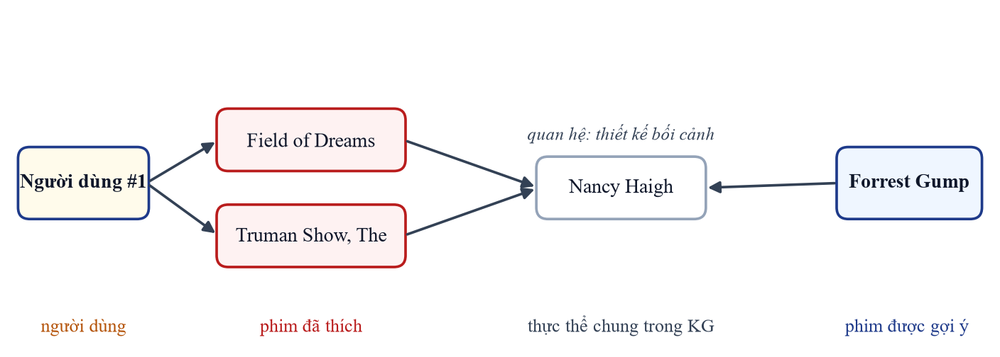 Field of Dreams
quan hệ: thiết kế bối cảnh
Người dùng #1
Nancy Haigh
Forrest Gump
Truman Show, The
người dùng
phim đã thích
thực thể chung trong KG
phim được gợi ý